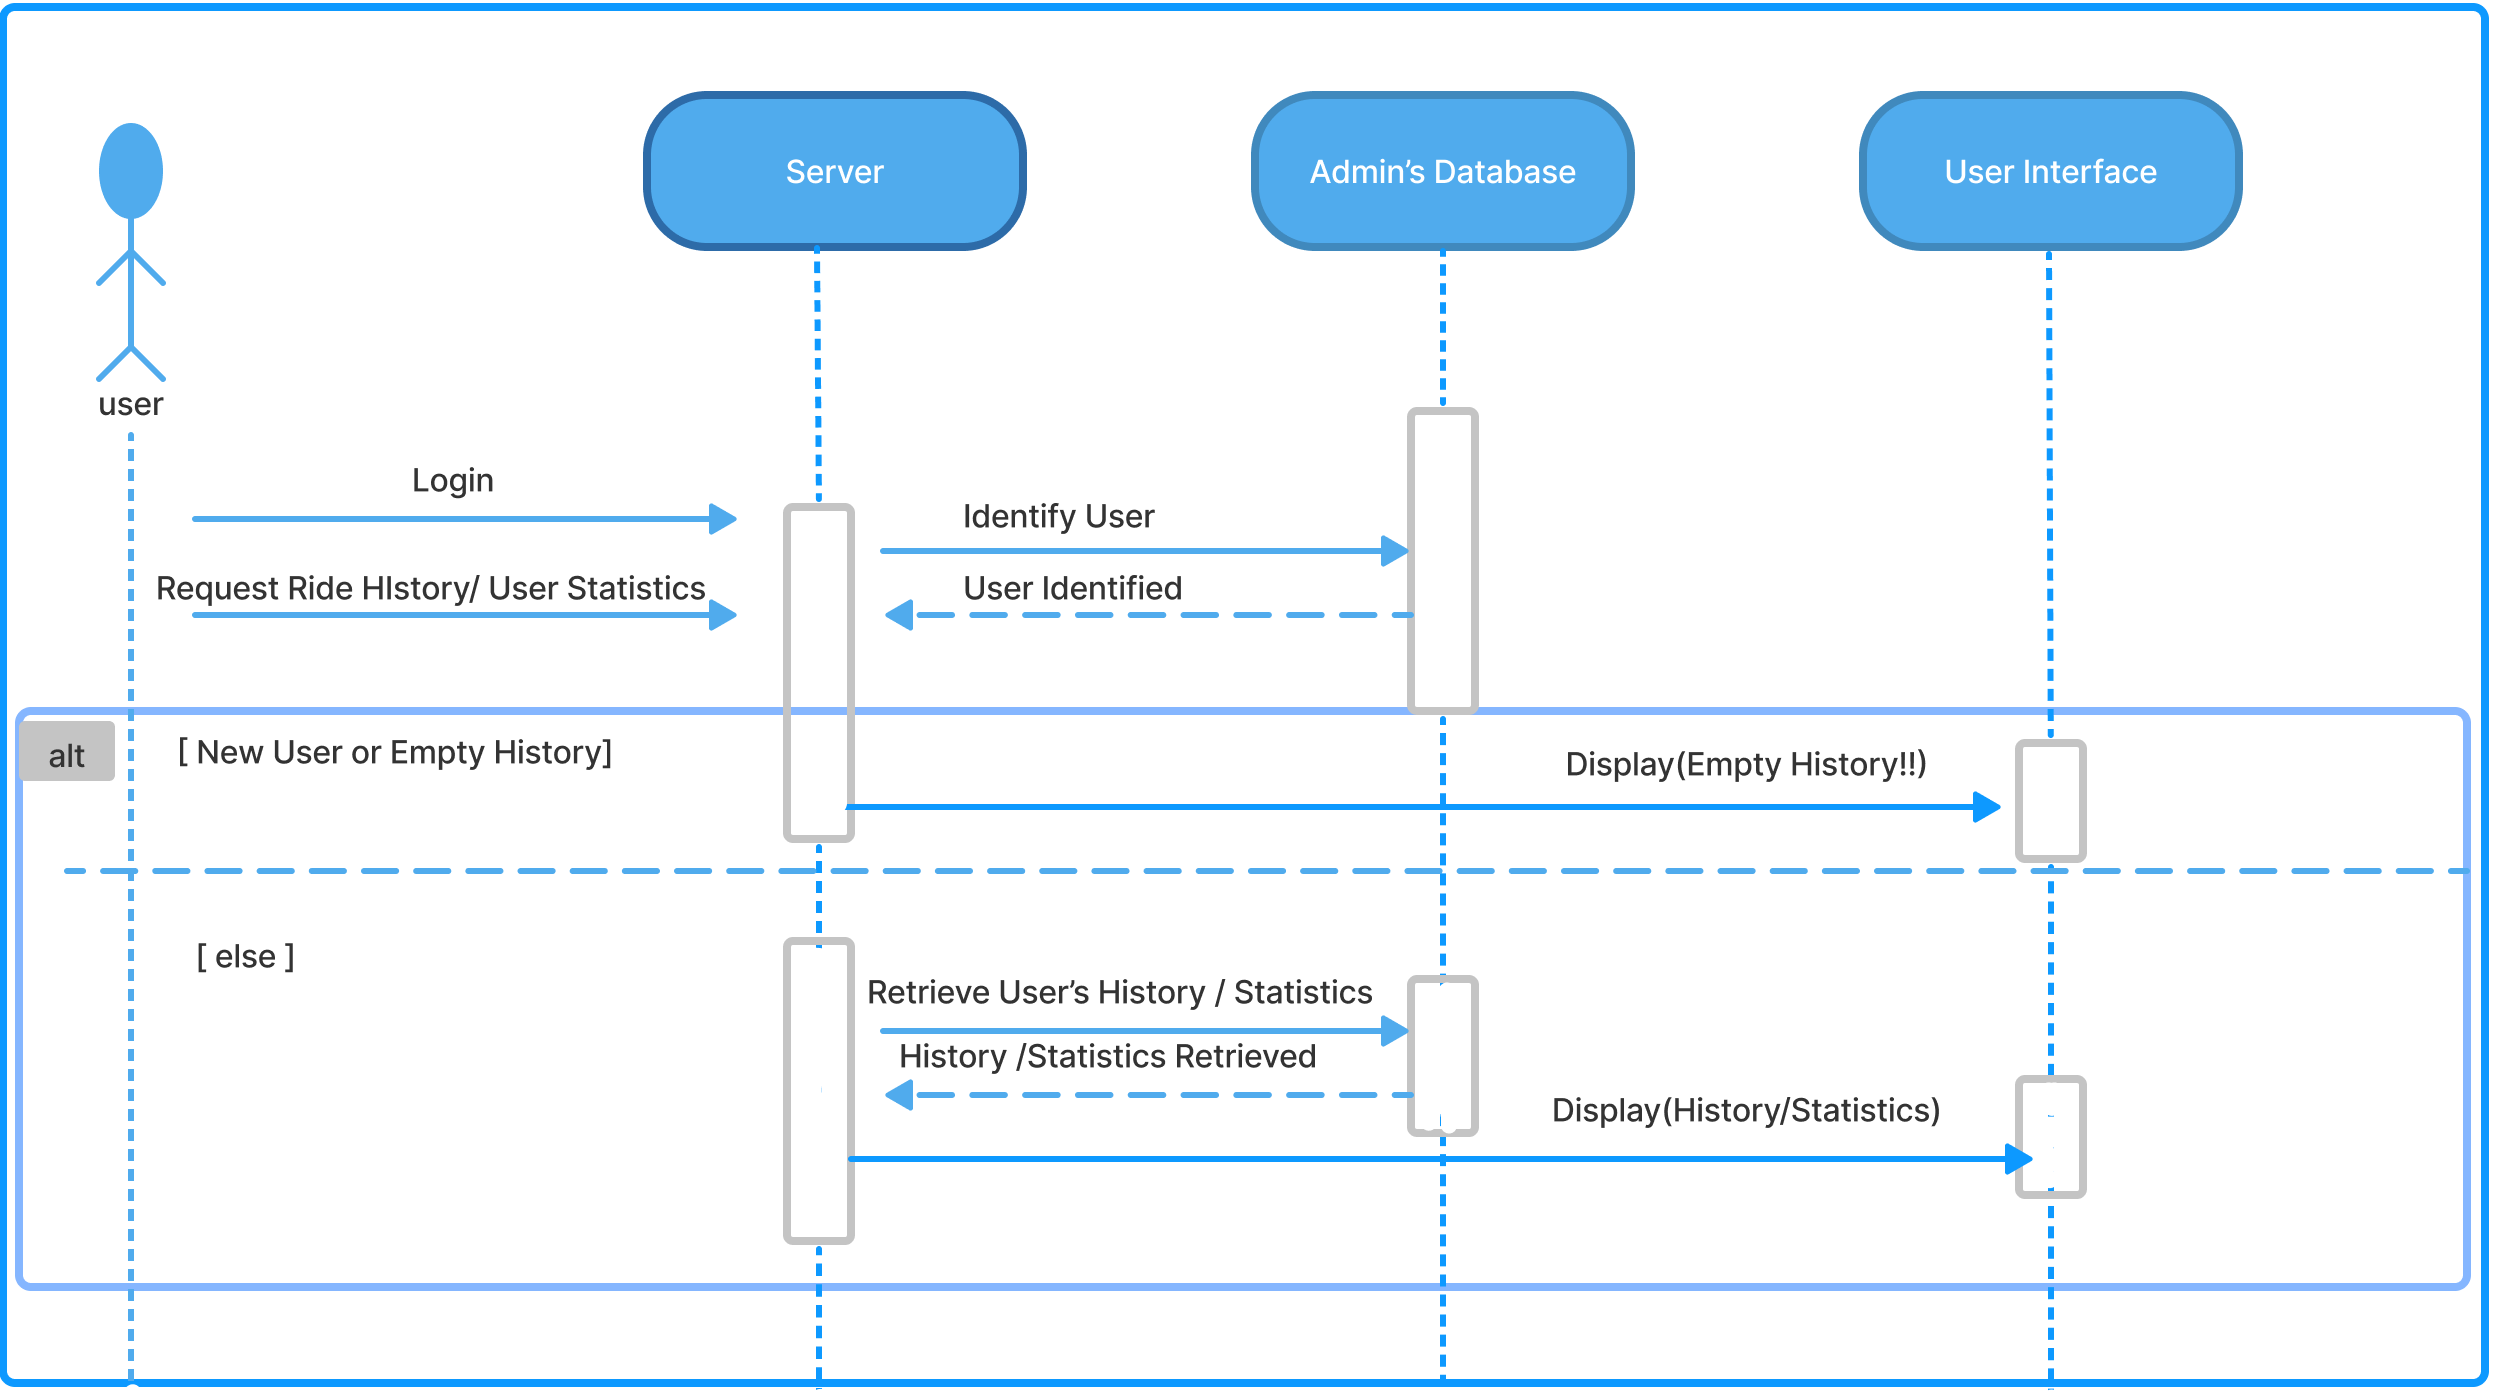 Server
Admin’s Database
User Interface
user
Login
Identify User
Request Ride History/ User Statistics
User Identified
alt
[ New User or Empty History]
Display(Empty History!!)
[ else ]
Retrieve User’s History / Statistics
History /Statistics Retrieved
Display(History/Statistics)